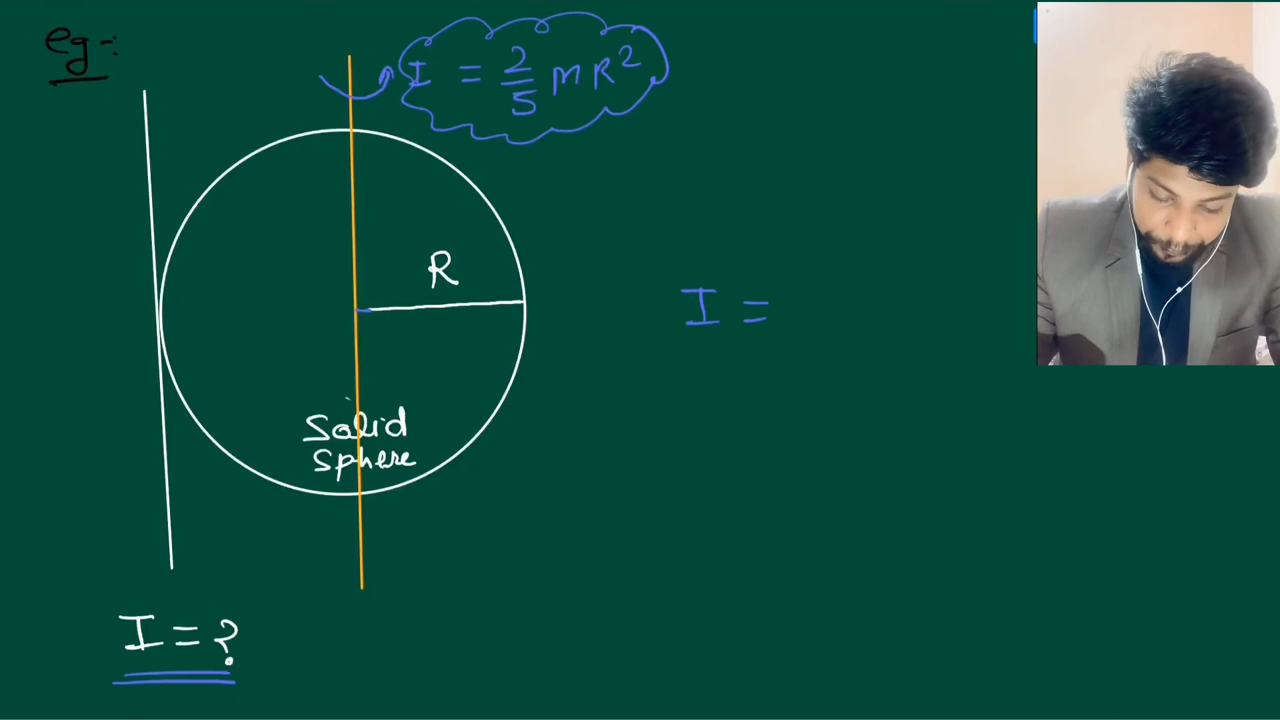 eg -:
I = 2/5 MR²
R
Solid
Sphere
I =
I = ?